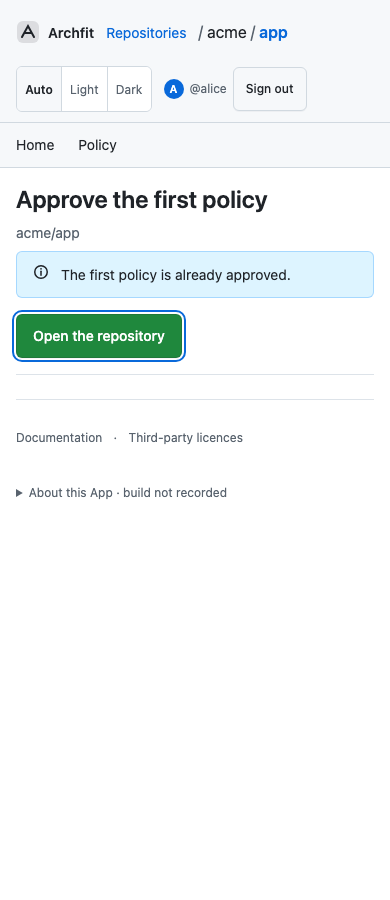 Archfit Repositories / acme / app
Auto Light Dark A @alice Sign out
Home Policy
Approve the first policy
acme/app
The first policy is already approved.
Open the repository
Documentation · Third-party licences
About this App · build not recorded